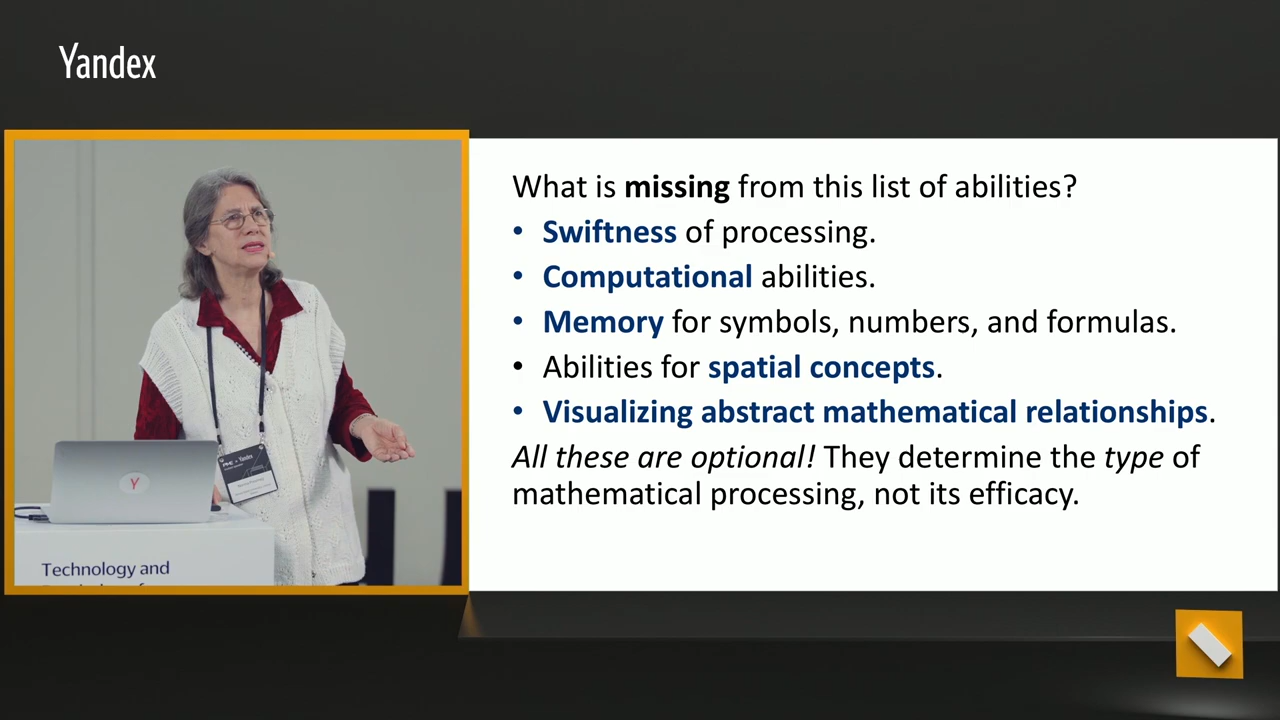 Yandex
What is missing from this list of abilities?
• Swiftness of processing.
• Computational abilities.
• Memory for symbols, numbers, and formulas.
• Abilities for spatial concepts.
• Visualizing abstract mathematical relationships.
All these are optional! They determine the type of
mathematical processing, not its efficacy.
Y
Yandex
Technology and